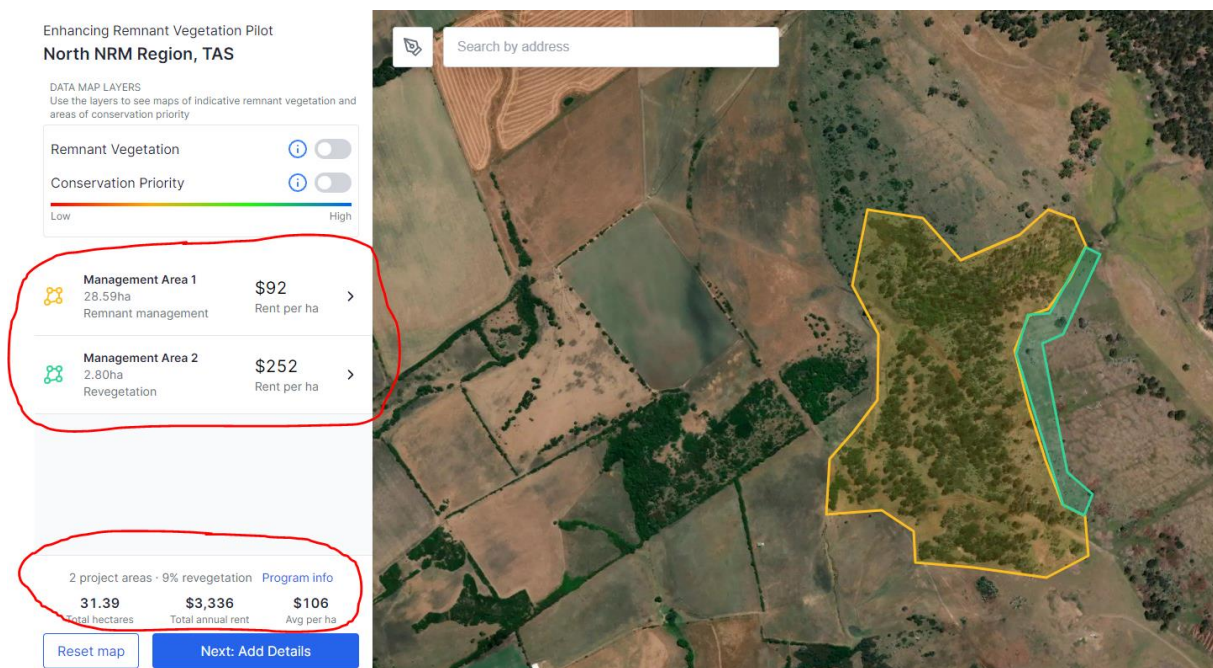 Enhancing Remnant Vegetation Pilot
North NRM Region, TAS
DATA MAP LAYERS
Use the layers to see maps of indicative remnant vegetation and
areas of conservation priority
Remnant Vegetation
Conservation Priority
Low High
Management Area 1
28.59ha
Remnant management
$92
Rent per ha
Management Area 2
2.80ha
Revegetation
$252
Rent per ha
2 project areas · 9% revegetation Program info
31.39 $3,336 $106
Total hectares Total annual rent Avg per ha
Reset map Next: Add Details
Search by address